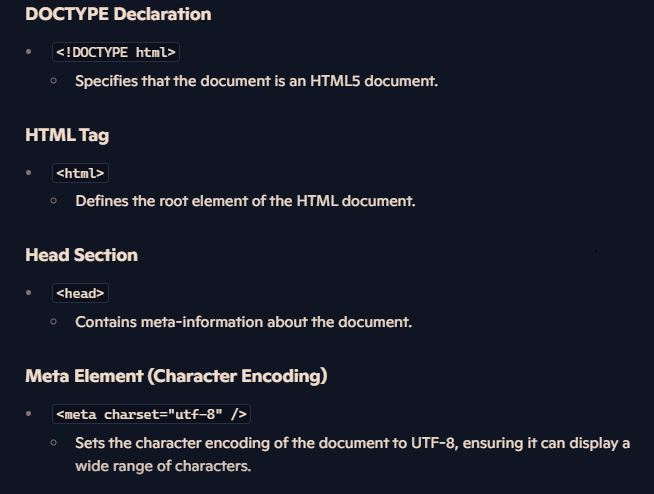 DOCTYPE Declaration
<!DOCTYPE html>
Specifies that the document is an HTML5 document.
HTML Tag
<html>
Defines the root element of the HTML document.
Head Section
<head>
Contains meta-information about the document.
Meta Element (Character Encoding)
<meta charset="utf-8" />
Sets the character encoding of the document to UTF-8, ensuring it can display a
wide range of characters.